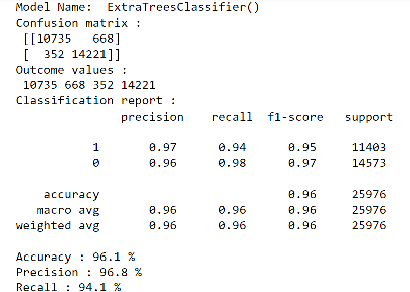 Model Name:  ExtraTreesClassifier()
Confusion matrix :
[[10735   668]
[  352 14221]]
Outcome values :
10735 668 352 14221
Classification report :
precision    recall  f1-score   support
1       0.97      0.94      0.95     11403
0       0.96      0.98      0.97     14573
accuracy                           0.96     25976
macro avg       0.96      0.96      0.96     25976
weighted avg       0.96      0.96      0.96     25976
Accuracy : 96.1 %
Precision : 96.8 %
Recall : 94.1 %